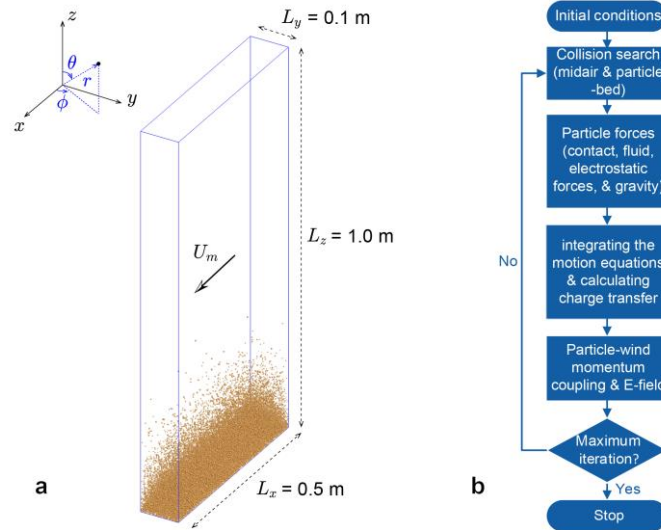 z
θ
r
ϕ
x
y
L_y = 0.1 m
L_z = 1.0 m
U_m
L_x = 0.5 m
a
Initial conditions
Collision search
(midair & particle
-bed)
Particle forces
(contact, fluid,
electrostatic
forces, & gravity)
integrating the
motion equations
& calculating
charge transfer
Particle-wind
momentum
coupling & E-field
Maximum
iteration?
No
Yes
Stop
b